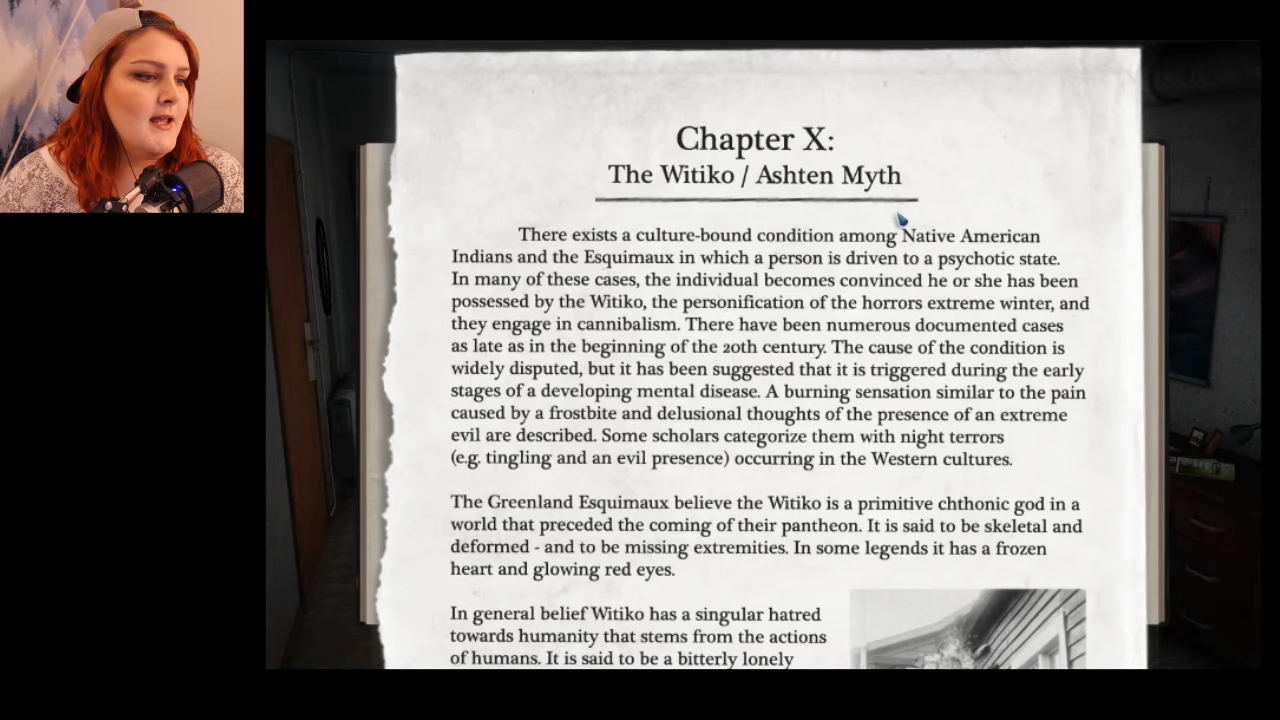 Chapter X:
The Witiko / Ashten Myth
There exists a culture-bound condition among Native American
Indians and the Esquimaux in which a person is driven to a psychotic state.
In many of these cases, the individual becomes convinced he or she has been
possessed by the Witiko, the personification of the horrors extreme winter, and
they engage in cannibalism. There have been numerous documented cases
as late as in the beginning of the 20th century. The cause of the condition is
widely disputed, but it has been suggested that it is triggered during the early
stages of a developing mental disease. A burning sensation similar to the pain
caused by a frostbite and delusional thoughts of the presence of an extreme
evil are described. Some scholars categorize them with night terrors
(e.g. tingling and an evil presence) occurring in the Western cultures.
The Greenland Esquimaux believe the Witiko is a primitive chthonic god in a
world that preceded the coming of their pantheon. It is said to be skeletal and
deformed - and to be missing extremities. In some legends it has a frozen
heart and glowing red eyes.
In general belief Witiko has a singular hatred
towards humanity that stems from the actions
of humans. It is said to be a bitterly lonely